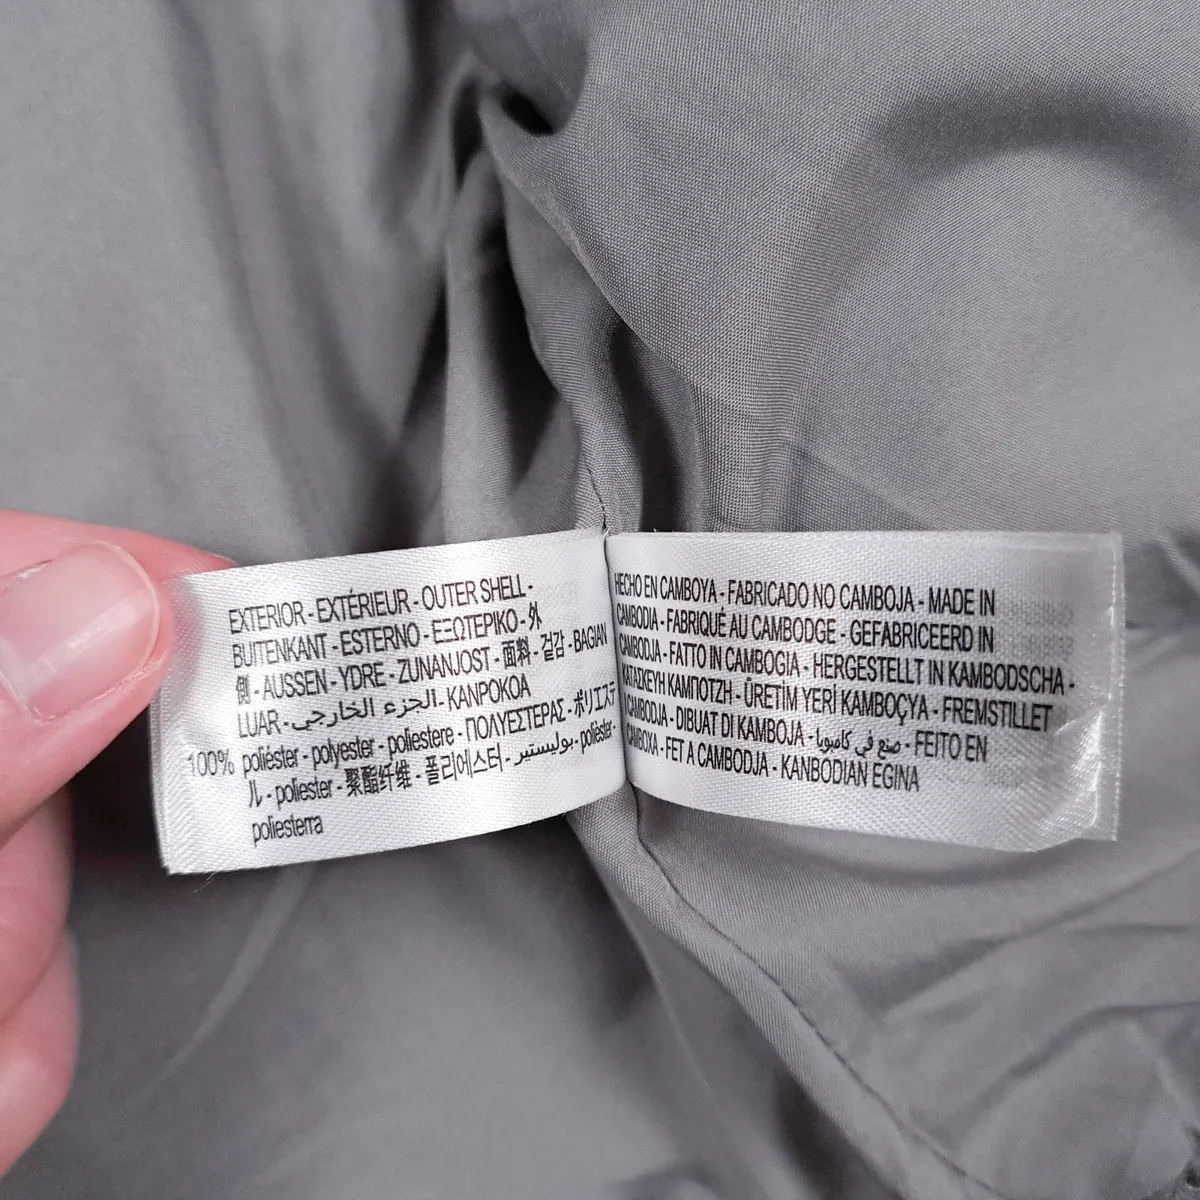 EXTERIOR - EXTÉRIEUR - OUTER SHELL -
BUITENKANT - ESTERNO - ΕΞΩΤΕΡΙΚΟ - 外
側 - AUSSEN - YDRE - ZUNANJOST - 面料 - 겉감 - BAGIAN
LUAR - الجزء الخارجي - KANPOKOA
100% poliéster - polyester - poliestere - ΠΟΛΥΕΣΤΕΡΑΣ - ポリエステ
ル - poliester - 聚酯纤维 - 폴리에스터 - بوليستير - polièster -
poliesterra
HECHO EN CAMBOYA - FABRICADO NO CAMBOJA - MADE IN
CAMBODIA - FABRIQUÉ AU CAMBODGE - GEFABRICEERD IN
CAMBODJA - FATTO IN CAMBOGIA - HERGESTELLT IN KAMBODSCHA -
ΚΑΤΑΣΚΕΥΗ ΚΑΜΠΟΤΖΗ - ÜRETİM YERİ KAMBOÇYA - FREMSTILLET
CAMBODJA - DIBUAT DI KAMBOJA - صنع في كامبوديا - FEITO EN
CAMBOXA - FET A CAMBODJA - KANBODIAN EGINA